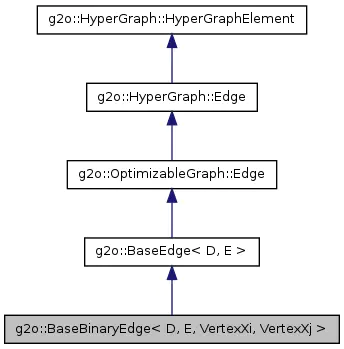 g2o::HyperGraph::HyperGraphElement
g2o::HyperGraph::Edge
g2o::OptimizableGraph::Edge
g2o::BaseEdge< D, E >
g2o::BaseBinaryEdge< D, E, VertexXi, VertexXj >